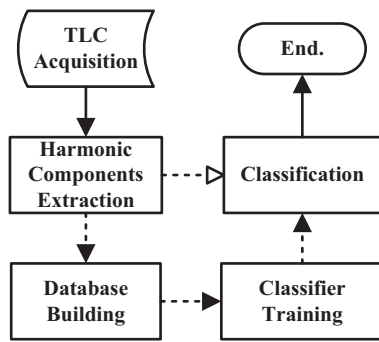 TLC
Acquisition
End.
Harmonic
Components
Extraction
Classification
Database
Building
Classifier
Training